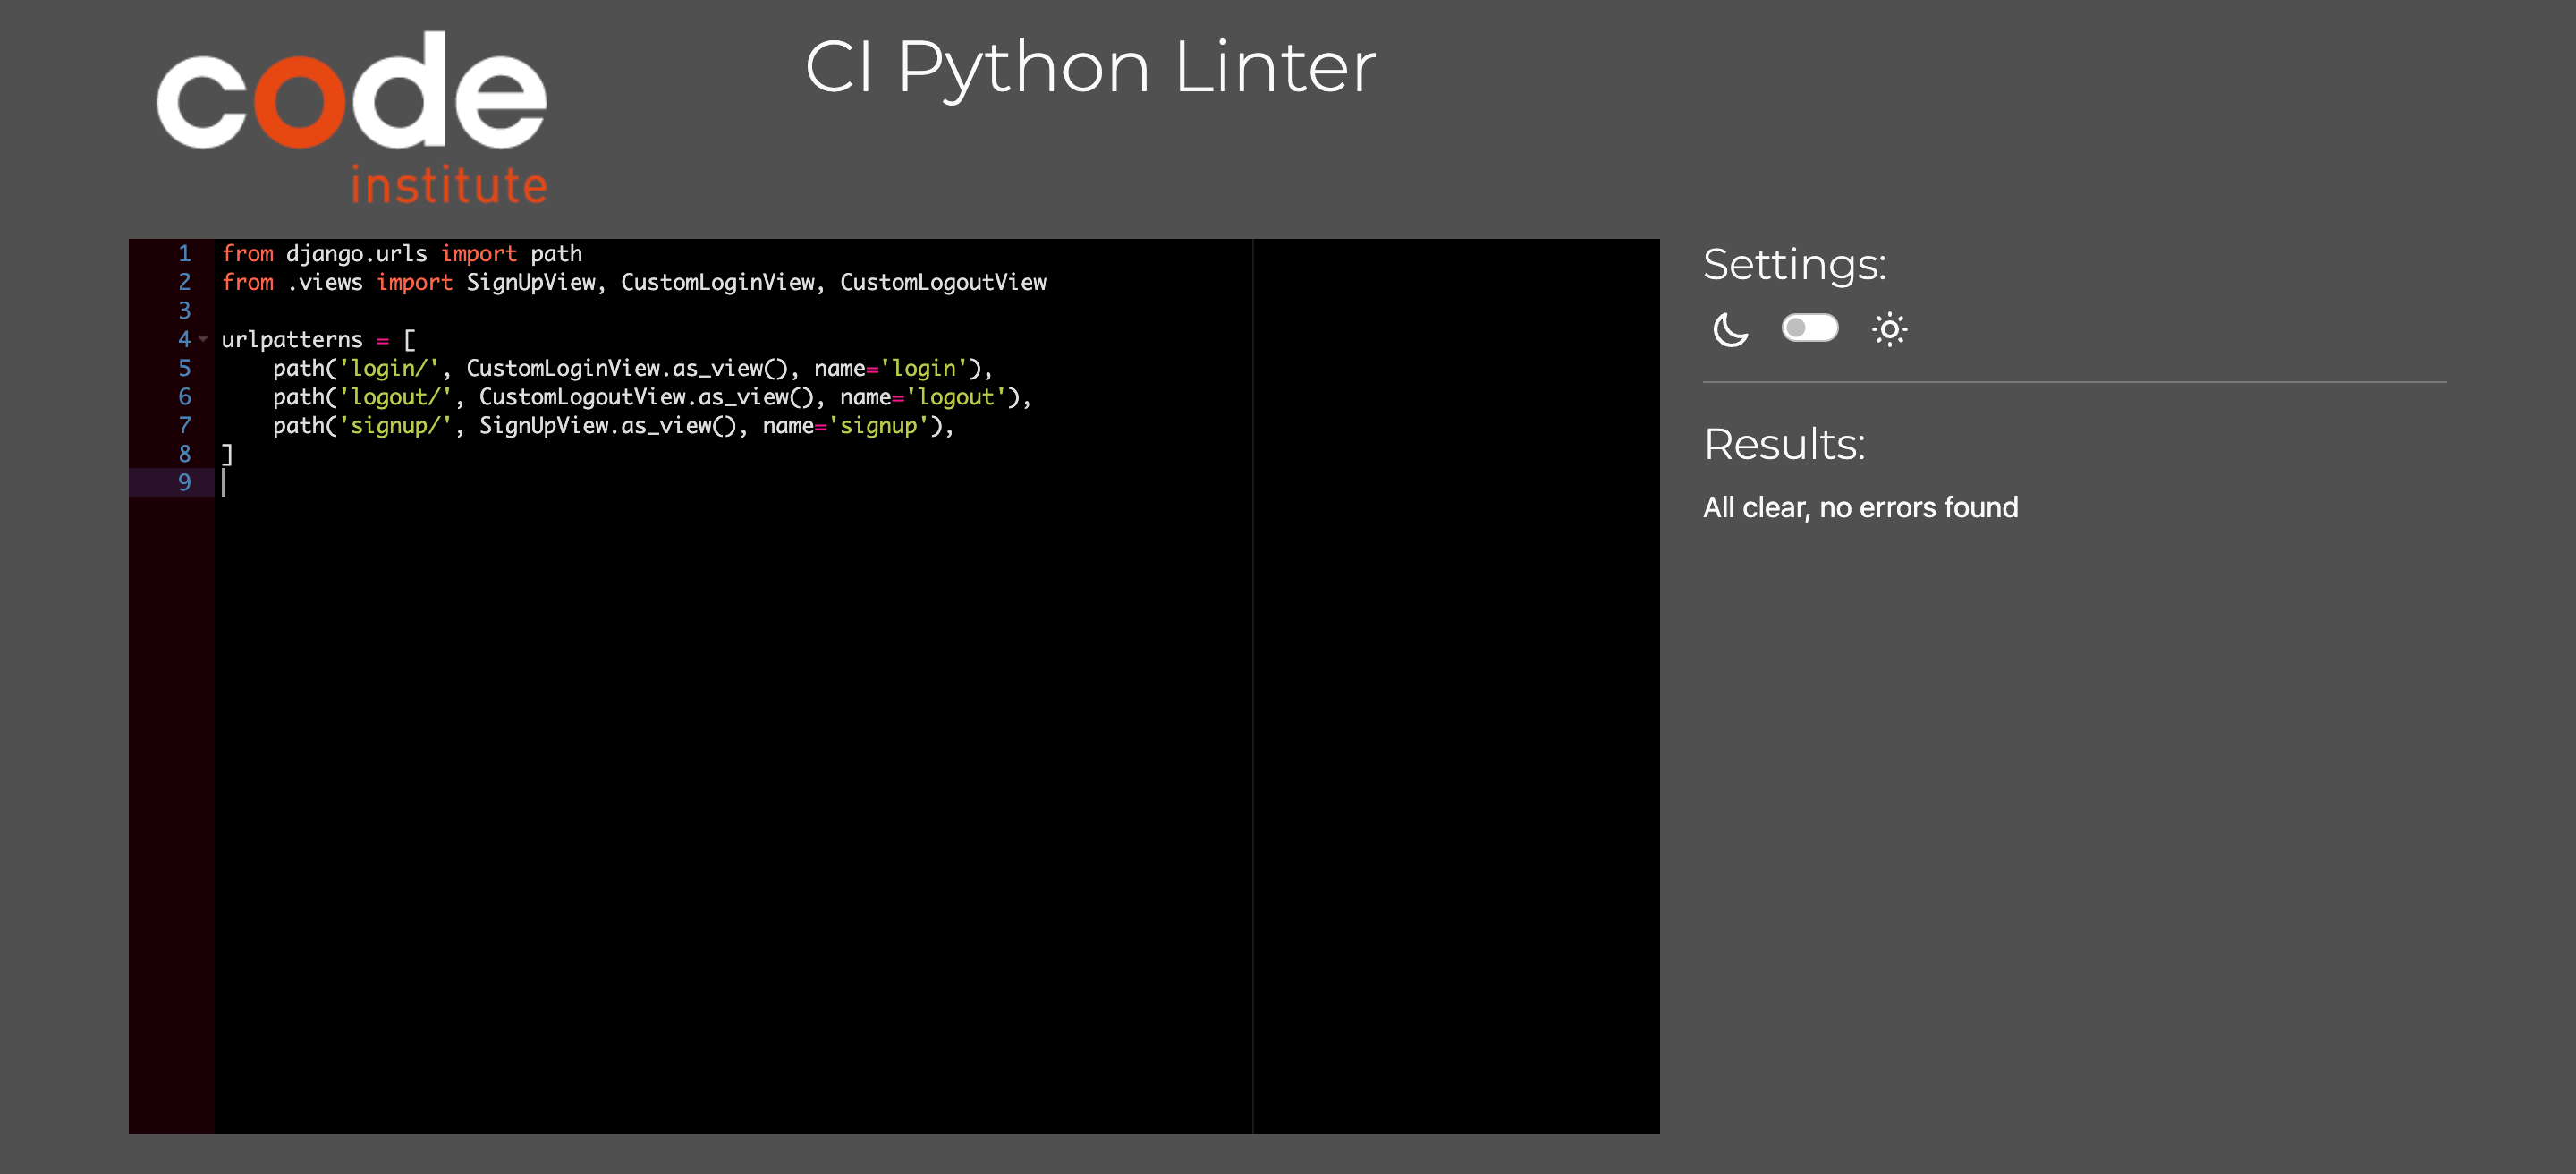 code
institute
CI Python Linter
1 from django.urls import path
2 from .views import SignUpView, CustomLoginView, CustomLogoutView
3
4 urlpatterns = [
5     path('login/', CustomLoginView.as_view(), name='login'),
6     path('logout/', CustomLogoutView.as_view(), name='logout'),
7     path('signup/', SignUpView.as_view(), name='signup'),
8 ]
9
Settings:
Results:
All clear, no errors found